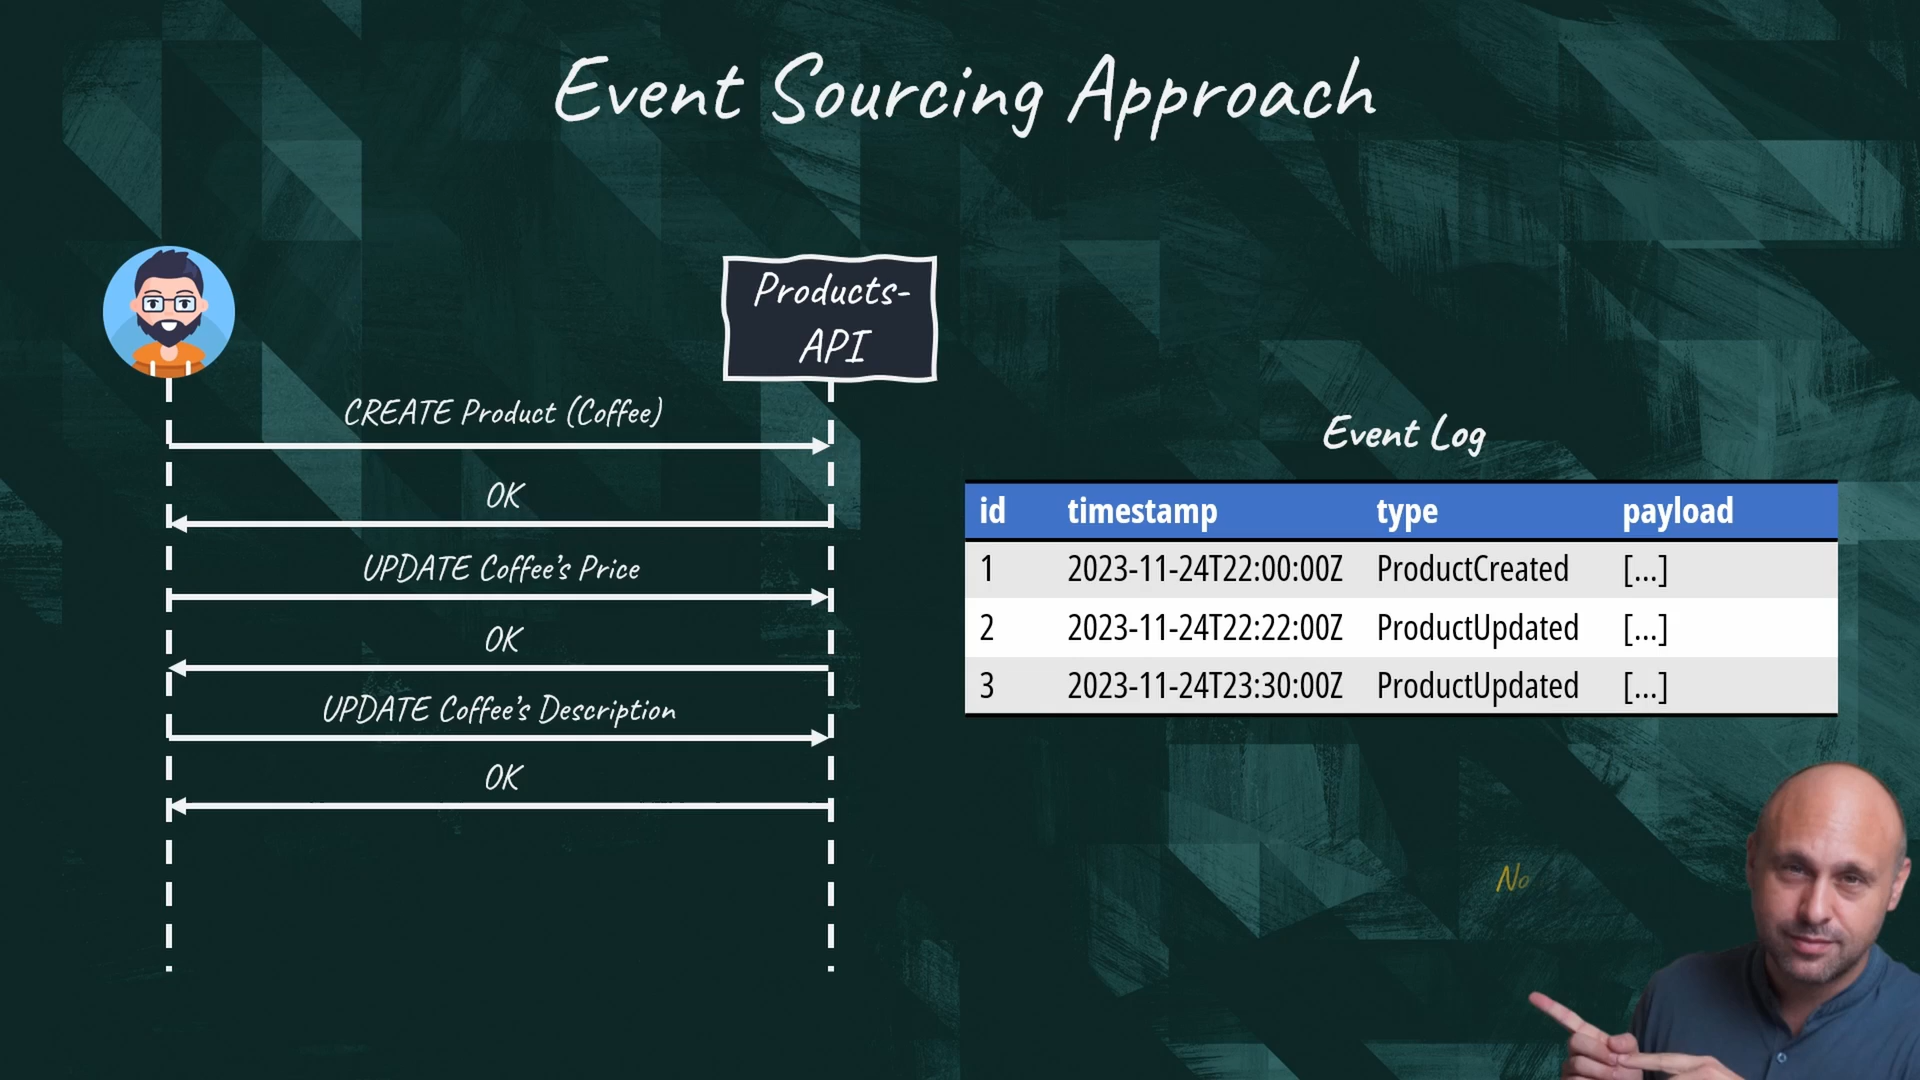 Event Sourcing Approach
Products-
API
CREATE Product (Coffee)
OK
UPDATE Coffee's Price
OK
UPDATE Coffee's Description
OK
Event Log
id timestamp type payload
1 2023-11-24T22:00:00Z ProductCreated [...]
2 2023-11-24T22:22:00Z ProductUpdated [...]
3 2023-11-24T23:30:00Z ProductUpdated [...]
No